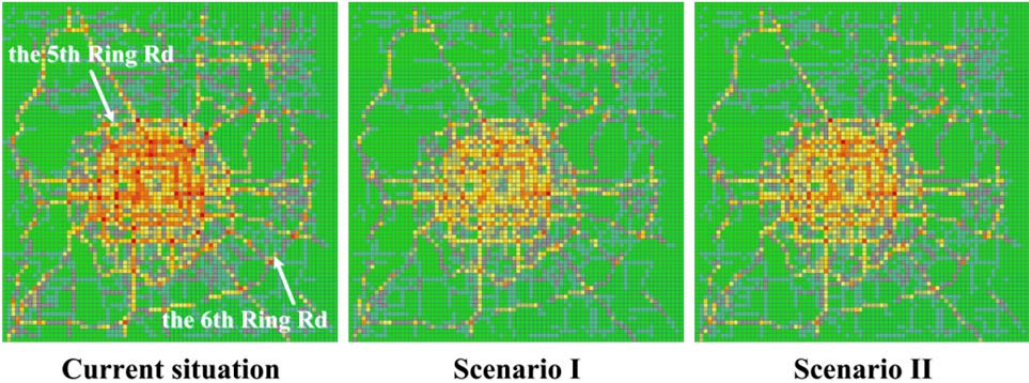 the 5th Ring Rd
the 6th Ring Rd
Current situation
Scenario I
Scenario II